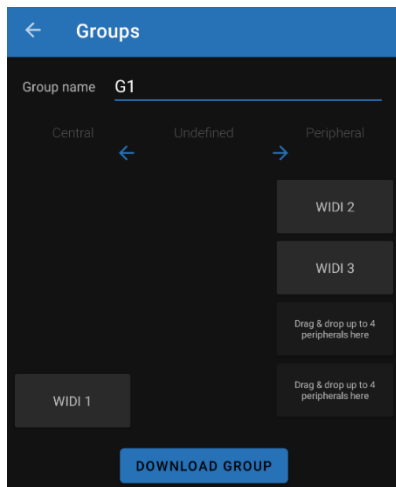 Groups
Group name G1
Central Undefined Peripheral
WIDI 2
WIDI 3
Drag & drop up to 4
peripherals here
Drag & drop up to 4
peripherals here
WIDI 1
DOWNLOAD GROUP